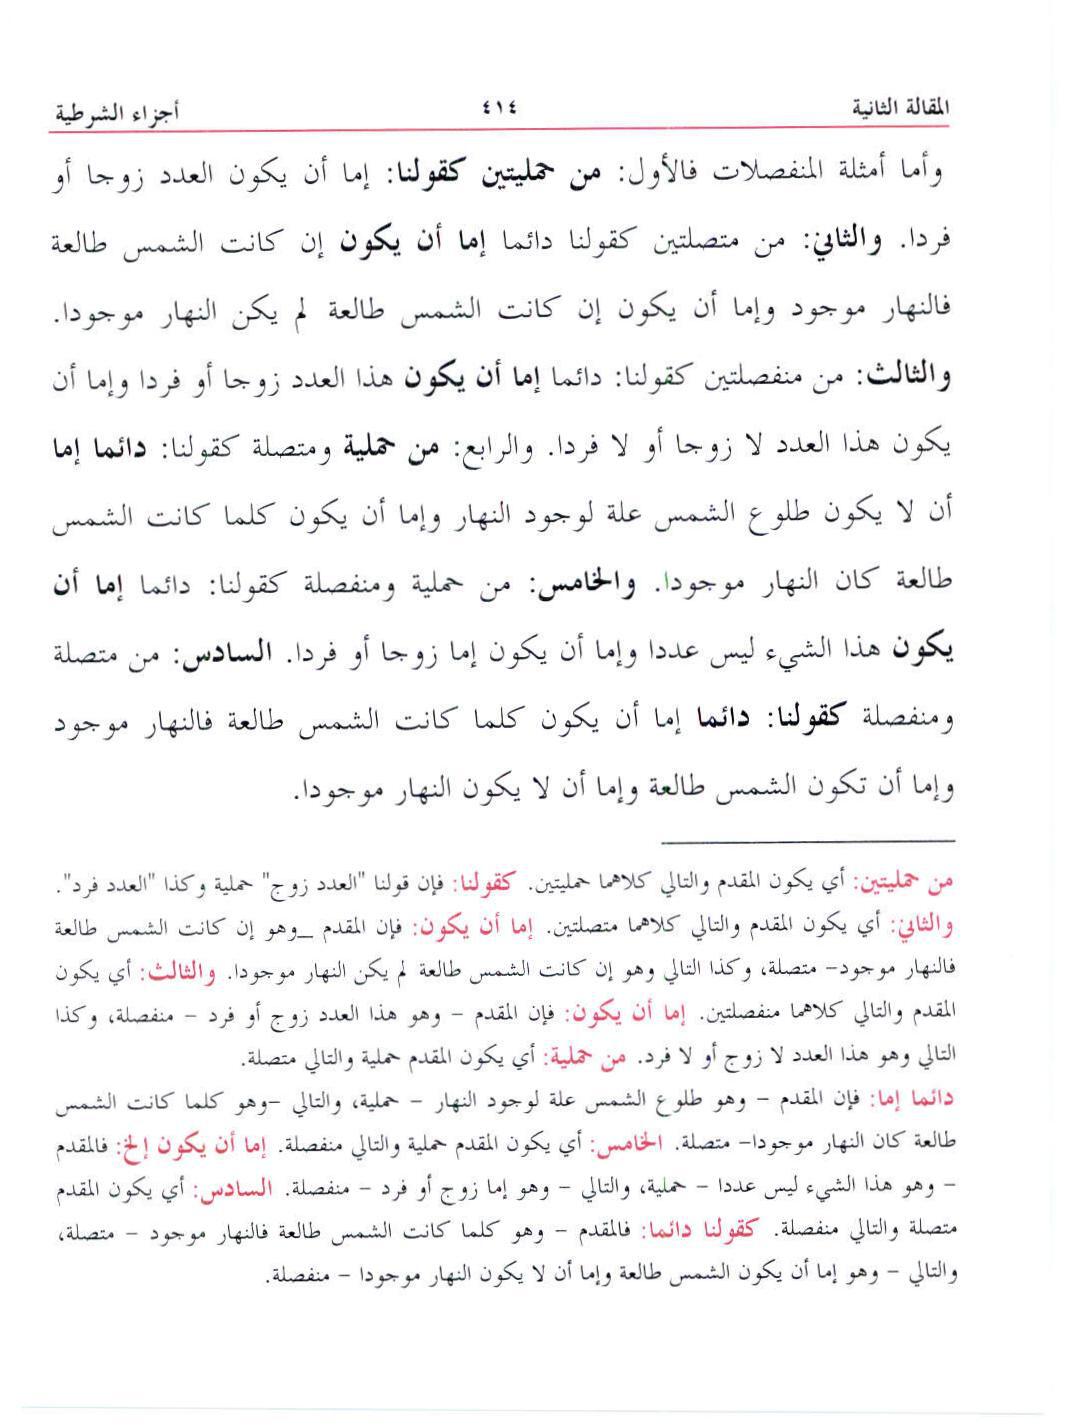 المقالة الثانية ٤١٤ أجزاء الشرطية
وأما أمثلة المنفصلات فالأول: من حمليتين كقولنا: إما أن يكون العدد زوجا أو
فردا. والثاني: من متصلتين كقولنا دائما إما أن يكون إن كانت الشمس طالعة
فالنهار موجود وإما أن يكون إن كانت الشمس طالعة لم يكن النهار موجودا.
والثالث: من منفصلتين كقولنا: دائما إما أن يكون هذا العدد زوجا أو فردا وإما أن
يكون هذا العدد لا زوجا أو لا فردا. والرابع: من حملية ومتصلة كقولنا: دائما إما
أن لا يكون طلوع الشمس علة لوجود النهار وإما أن يكون كلما كانت الشمس
طالعة كان النهار موجودا. والخامس: من حملية ومنفصلة كقولنا: دائما إما أن
يكون هذا الشيء ليس عددا وإما أن يكون إما زوجا أو فردا. السادس: من متصلة
ومنفصلة كقولنا: دائما إما أن يكون كلما كانت الشمس طالعة فالنهار موجود
وإما أن تكون الشمس طالعة وإما أن لا يكون النهار موجودا.
من حمليتين: أي يكون المقدم والتالي كلاهما حمليتين. كقولنا: فإن قولنا "العدد زوج" حملية وكذا "العدد فرد".
والثاني: أي يكون المقدم والتالي كلاهما متصلتين. إما أن يكون: فإن المقدم _وهو إن كانت الشمس طالعة
فالنهار موجود– متصلة، وكذا التالي وهو إن كانت الشمس طالعة لم يكن النهار موجودا. والثالث: أي يكون
المقدم والتالي كلاهما منفصلتين. إما أن يكون: فإن المقدم – وهو هذا العدد زوج أو فرد – منفصلة، وكذا
التالي وهو هذا العدد لا زوج أو لا فرد. من حملية: أي يكون المقدم حملية والتالي متصلة.
دائما إما: فإن المقدم – وهو طلوع الشمس علة لوجود النهار – حملية، والتالي –وهو كلما كانت الشمس
طالعة كان النهار موجودا– متصلة. الخامس: أي يكون المقدم حملية والتالي منفصلة. إما أن يكون إلخ: فالمقدم
– وهو هذا الشيء ليس عددا – حملية، والتالي – وهو إما زوج أو فرد – منفصلة. السادس: أي يكون المقدم
متصلة والتالي منفصلة. كقولنا دائما: فالمقدم – وهو كلما كانت الشمس طالعة فالنهار موجود – متصلة،
والتالي – وهو إما أن يكون الشمس طالعة وإما أن لا يكون النهار موجودا – منفصلة.